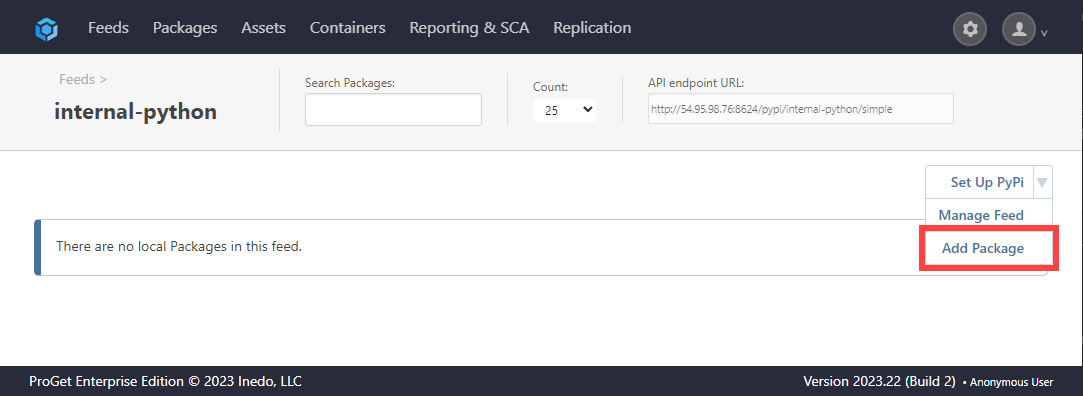 Feeds Packages Assets Containers Reporting & SCA Replication
Feeds >
internal-python
Search Packages:
Count:
25
API endpoint URL:
http://54.95.98.76:8624/pypi/internal-python/simple
Set Up PyPi
Manage Feed
Add Package
There are no local Packages in this feed.
ProGet Enterprise Edition © 2023 Inedo, LLC
Version 2023.22 (Build 2) • Anonymous User